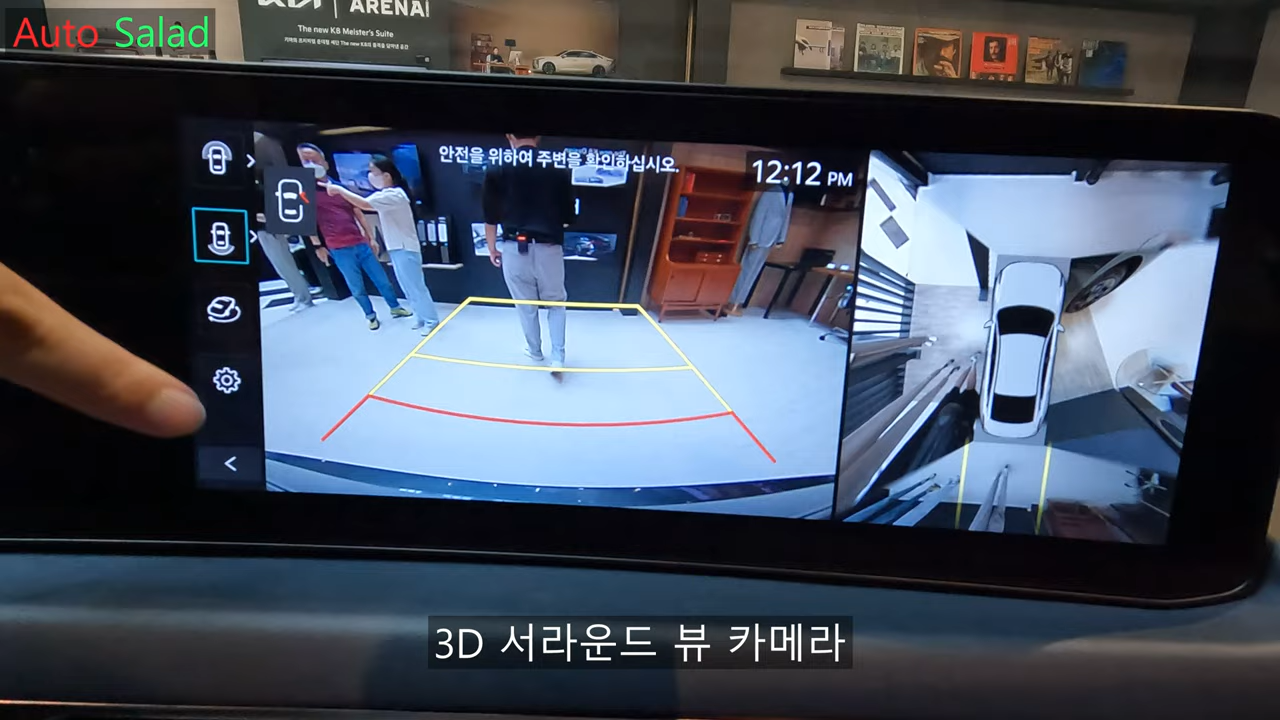 Auto Salad
KIA | ARENA
The new K8 Meister's Suite
안전을 위하여 주변을 확인하십시오.
12:12 PM
3D 서라운드 뷰 카메라